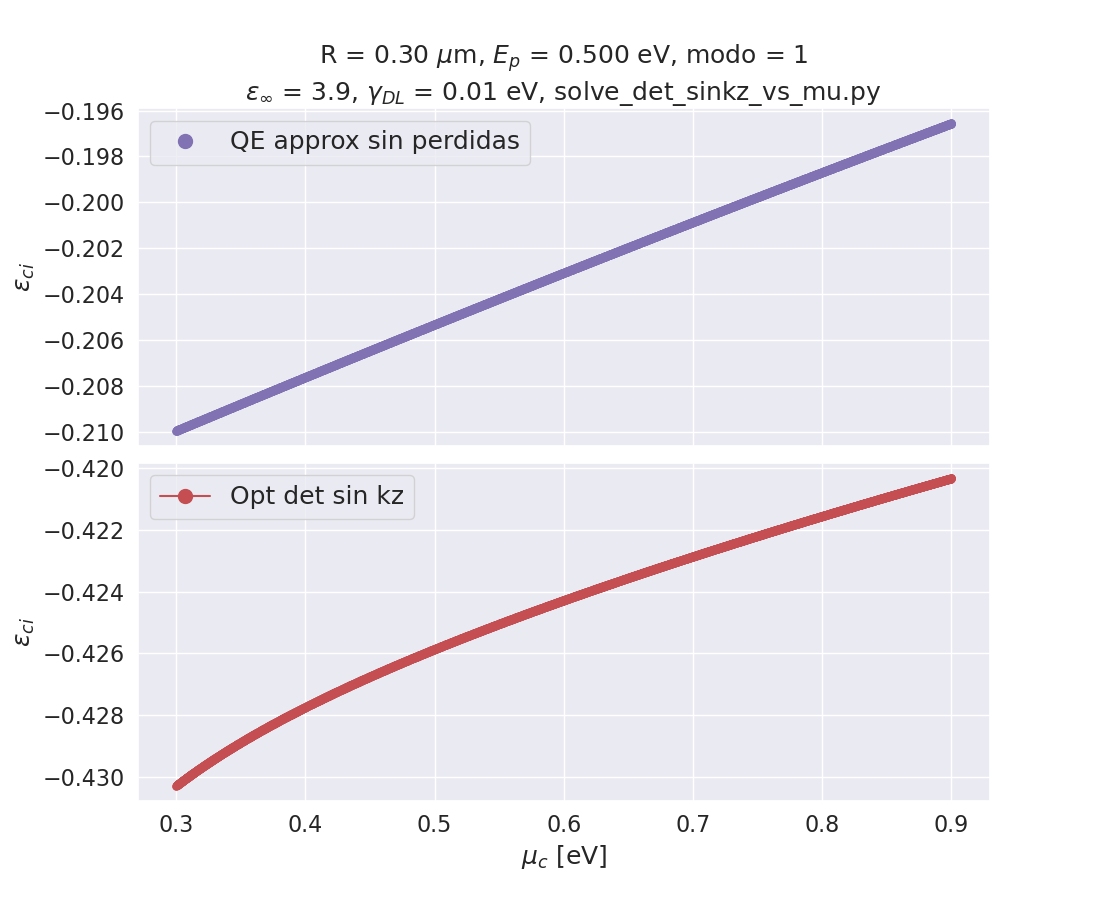 R = 0.30 μm, E_p = 0.500 eV, modo = 1
ε_∞ = 3.9, γ_DL = 0.01 eV, solve_det_sinkz_vs_mu.py
−0.196
−0.198
−0.200
−0.202
−0.204
−0.206
−0.208
−0.210
ε_ci
QE approx sin perdidas
−0.420
−0.422
−0.424
−0.426
−0.428
−0.430
ε_ci
Opt det sin kz
0.3 0.4 0.5 0.6 0.7 0.8 0.9
μ_c [eV]